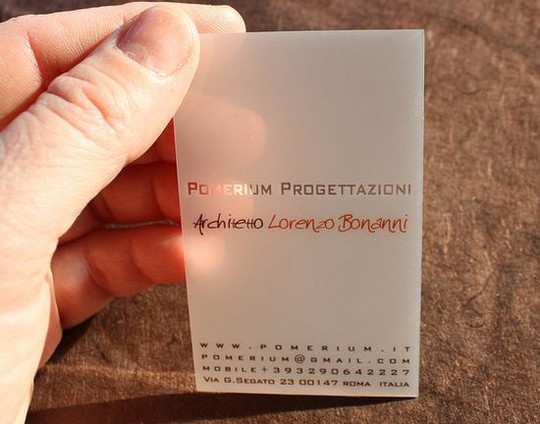 Pomerium Progettazioni
Architetto Lorenzo Bonanni
www.pomerium.it
pomerium@gmail.com
mobile+393290642227
Via G.Segato 23 00147 Roma Italia